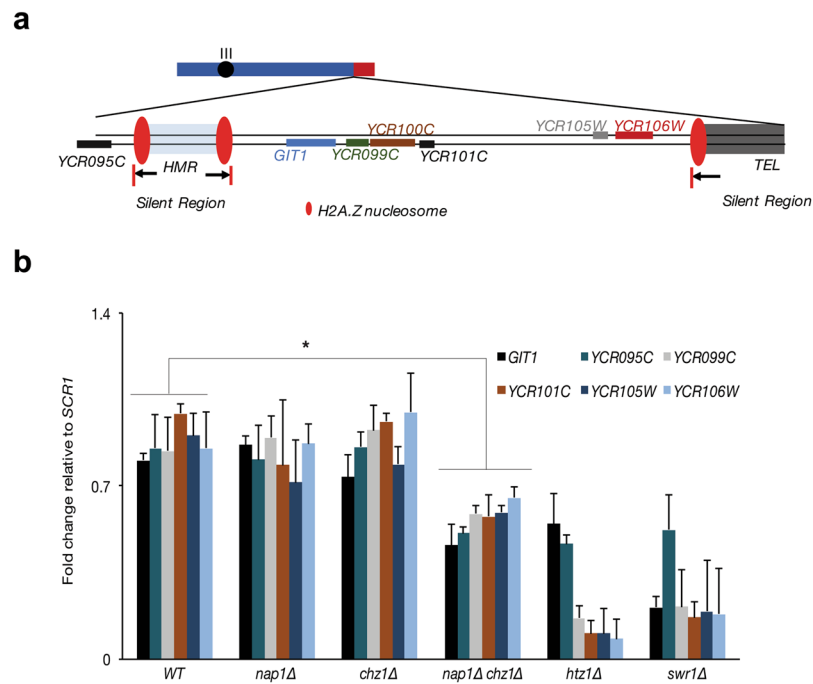 a
III
YCR100C
YCR105W YCR106W
YCR095C HMR GIT1 YCR099C YCR101C TEL
Silent Region Silent Region
H2A.Z nucleosome
b
1.4
*
GIT1 YCR095C YCR099C
YCR101C YCR105W YCR106W
0.7
Fold change relative to SCR1
0
WT nap1Δ chz1Δ nap1Δ chz1Δ htz1Δ swr1Δ